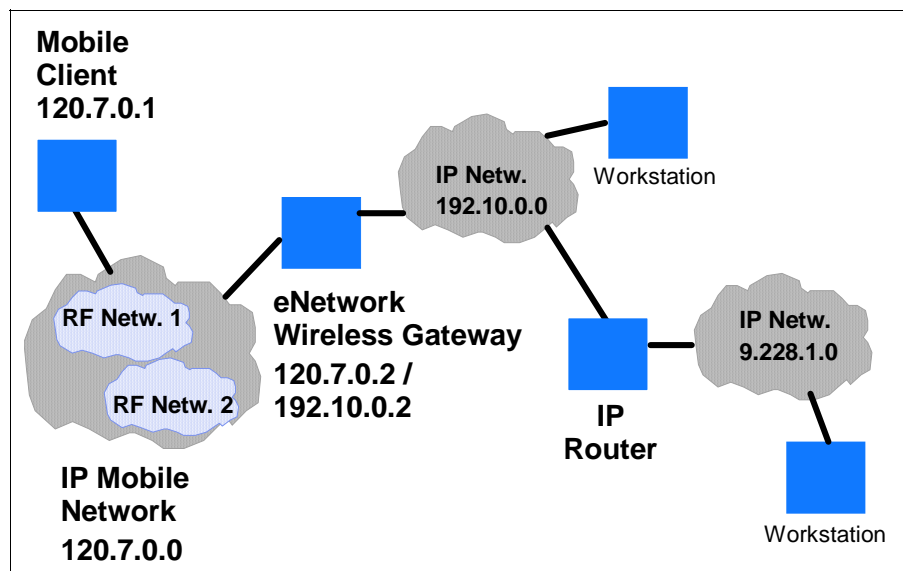 Mobile
Client
120.7.0.1
RF Netw. 1
RF Netw. 2
IP Mobile
Network
120.7.0.0
eNetwork
Wireless Gateway
120.7.0.2 /
192.10.0.2
IP Netw.
192.10.0.0
Workstation
IP
Router
IP Netw.
9.228.1.0
Workstation